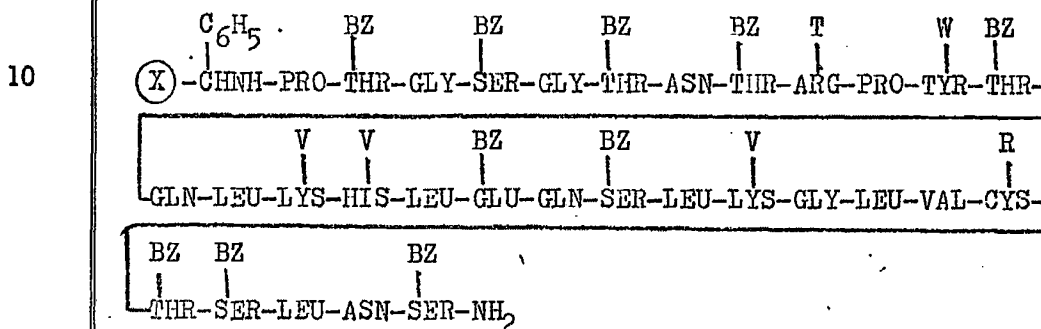 C6H5 BZ BZ BZ BZ T W BZ
10 (X)-CHNH-PRO-THR-GLY-SER-GLY-THR-ASN-THR-ARG-PRO-TYR-THR-
V V BZ BZ V R
GLN-LEU-LYS-HIS-LEU-GLU-GLN-SER-LEU-LYS-GLY-LEU-VAL-CYS-
BZ BZ BZ
THR-SER-LEU-ASN-SER-NH2